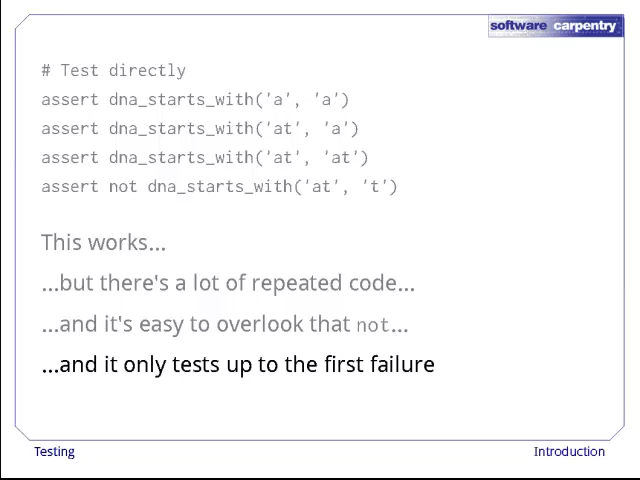 software carpentry
# Test directly
assert dna_starts_with('a', 'a')
assert dna_starts_with('at', 'a')
assert dna_starts_with('at', 'at')
assert not dna_starts_with('at', 't')
This works...
...but there's a lot of repeated code...
...and it's easy to overlook that not...
...and it only tests up to the first failure
Testing
Introduction